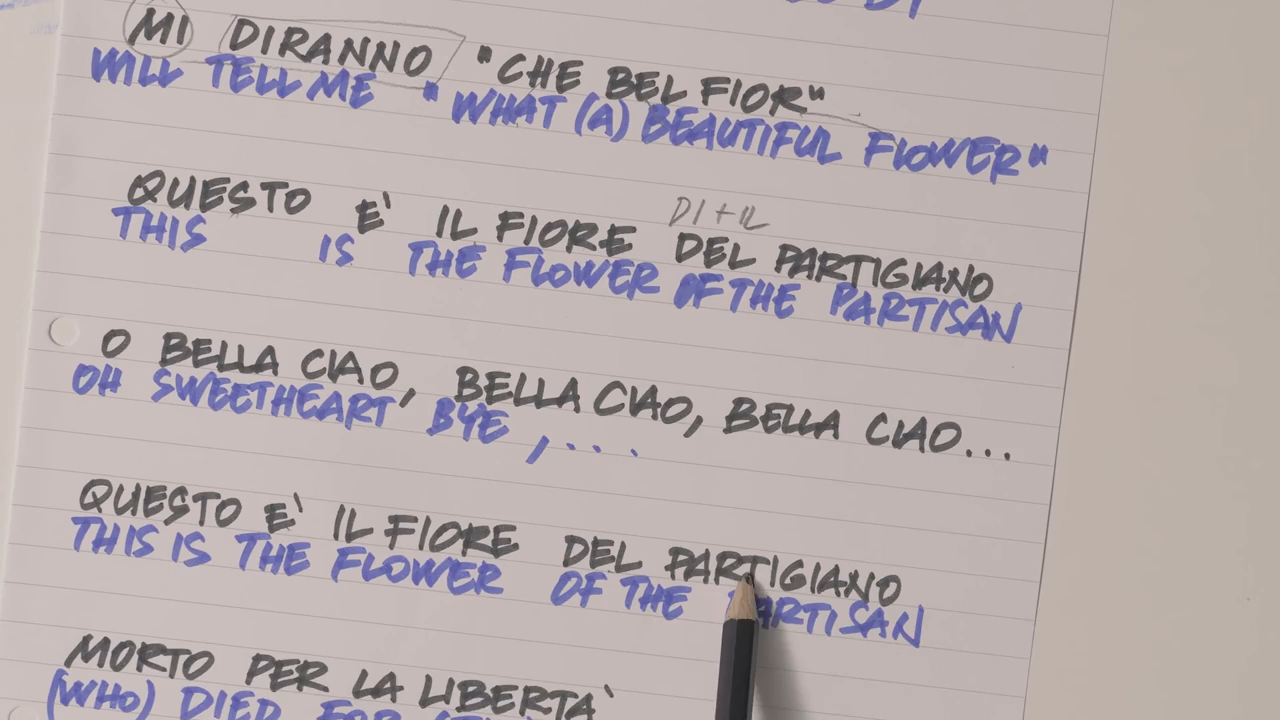 MI DIRANNO "CHE BEL FIOR"
WILL TELL ME "WHAT (A) BEAUTIFUL FLOWER"
DI + IL
QUESTO E' IL FIORE DEL PARTIGIANO
THIS IS THE FLOWER OF THE PARTISAN
O BELLA CIAO, BELLA CIAO, BELLA CIAO...
OH SWEETHEART BYE, ....
QUESTO E' IL FIORE DEL PARTIGIANO
THIS IS THE FLOWER OF THE PARTISAN
MORTO PER LA LIBERTA'
(WHO) DIED FOR